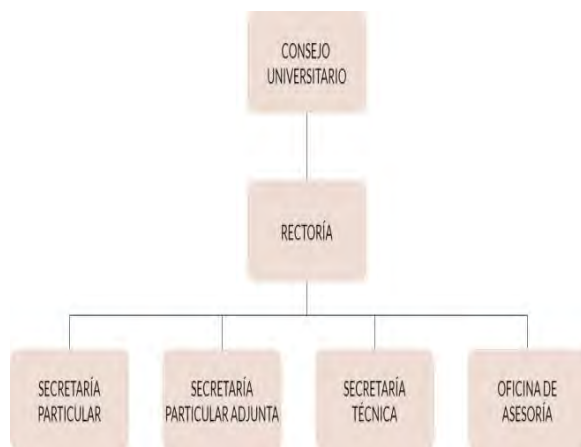 CONSEJO
UNIVERSITARIO
RECTORÍA
SECRETARÍA
PARTICULAR
SECRETARÍA
PARTICULAR ADJUNTA
SECRETARÍA
TÉCNICA
OFICINA DE
ASESORÍA